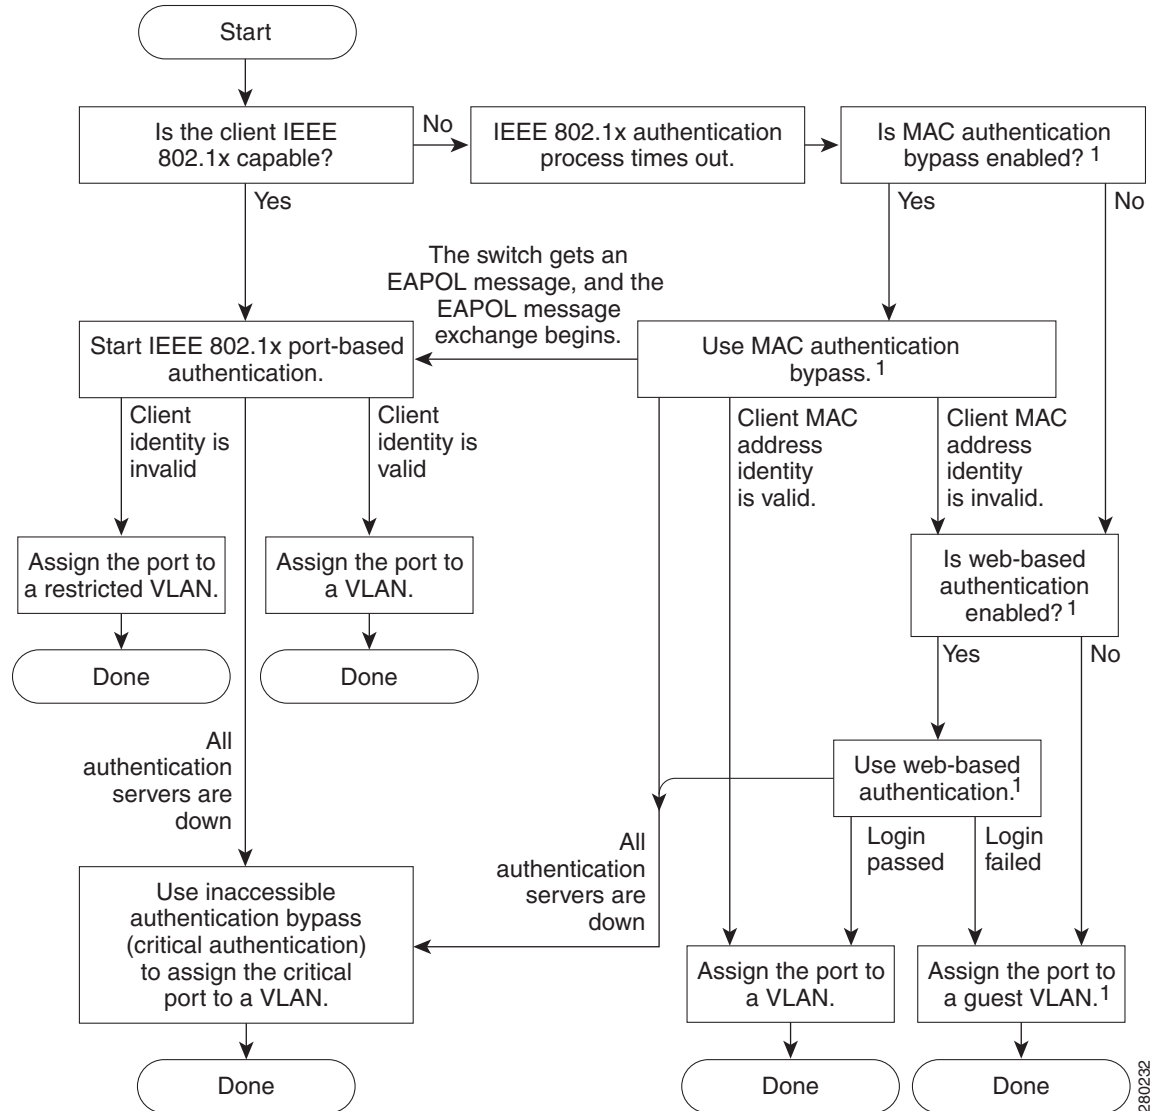 Start
Is the client IEEE
802.1x capable?
No
IEEE 802.1x authentication
process times out.
Is MAC authentication
bypass enabled? 1
Yes
Yes
No
The switch gets an
EAPOL message, and the
EAPOL message
exchange begins.
Start IEEE 802.1x port-based
authentication.
Use MAC authentication
bypass. 1
Client
identity is
invalid
Client
identity is
valid
Client MAC
address
identity
is valid.
Client MAC
address
identity
is invalid.
Assign the port to
a restricted VLAN.
Assign the port to
a VLAN.
Is web-based
authentication
enabled? 1
Done
Done
Yes
No
All
authentication
servers are
down
Use web-based
authentication.1
Login
passed
Login
failed
All
authentication
servers are
down
Use inaccessible
authentication bypass
(critical authentication)
to assign the critical
port to a VLAN.
Assign the port to
a VLAN.
Assign the port to
a guest VLAN.1
Done
Done
Done
280232